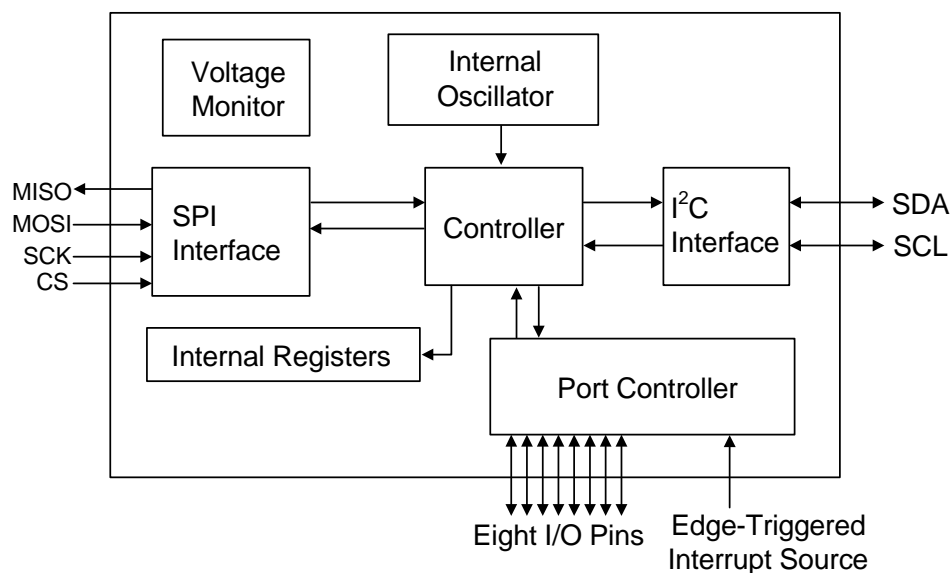 Voltage
Monitor
Internal
Oscillator
MISO
MOSI
SCK
CS
SPI
Interface
Controller
I²C
Interface
SDA
SCL
Internal Registers
Port Controller
Eight I/O Pins
Edge-Triggered
Interrupt Source